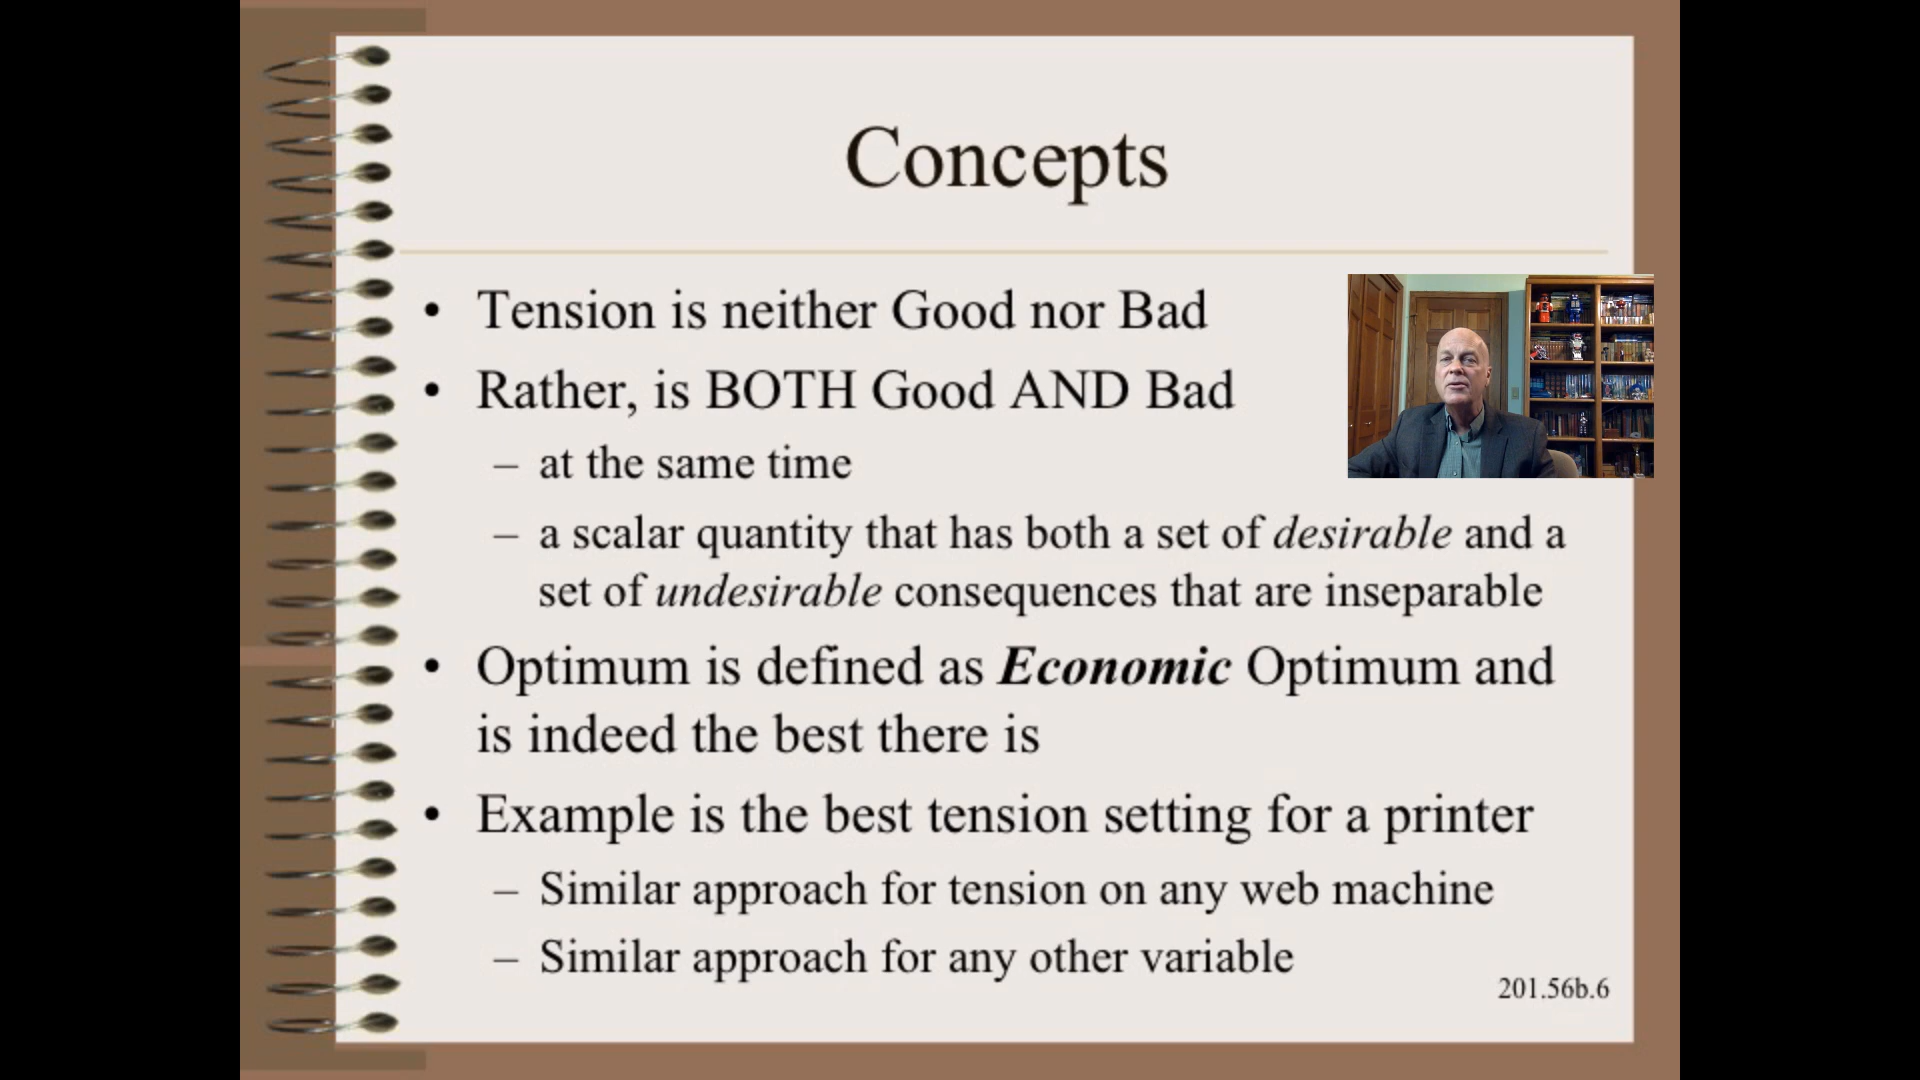 Concepts
• Tension is neither Good nor Bad
• Rather, is BOTH Good AND Bad
– at the same time
– a scalar quantity that has both a set of desirable and a
set of undesirable consequences that are inseparable
• Optimum is defined as Economic Optimum and
is indeed the best there is
• Example is the best tension setting for a printer
– Similar approach for tension on any web machine
– Similar approach for any other variable
201.56b.6